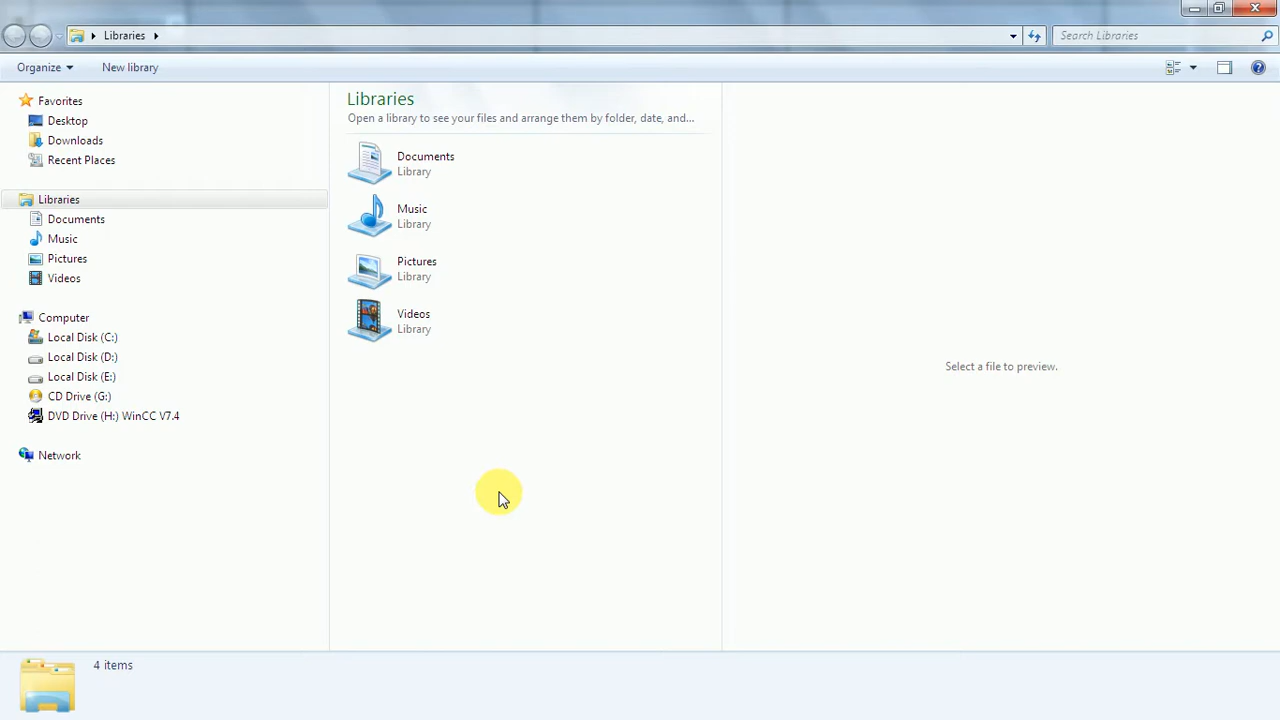 Libraries
Search Libraries
Organize
New library
Favorites
Desktop
Downloads
Recent Places
Libraries
Documents
Music
Pictures
Videos
Computer
Local Disk (C:)
Local Disk (D:)
Local Disk (E:)
CD Drive (G:)
DVD Drive (H:) WinCC V7.4
Network
Libraries
Open a library to see your files and arrange them by folder, date, and...
Documents
Library
Music
Library
Pictures
Library
Videos
Library
Select a file to preview.
4 items